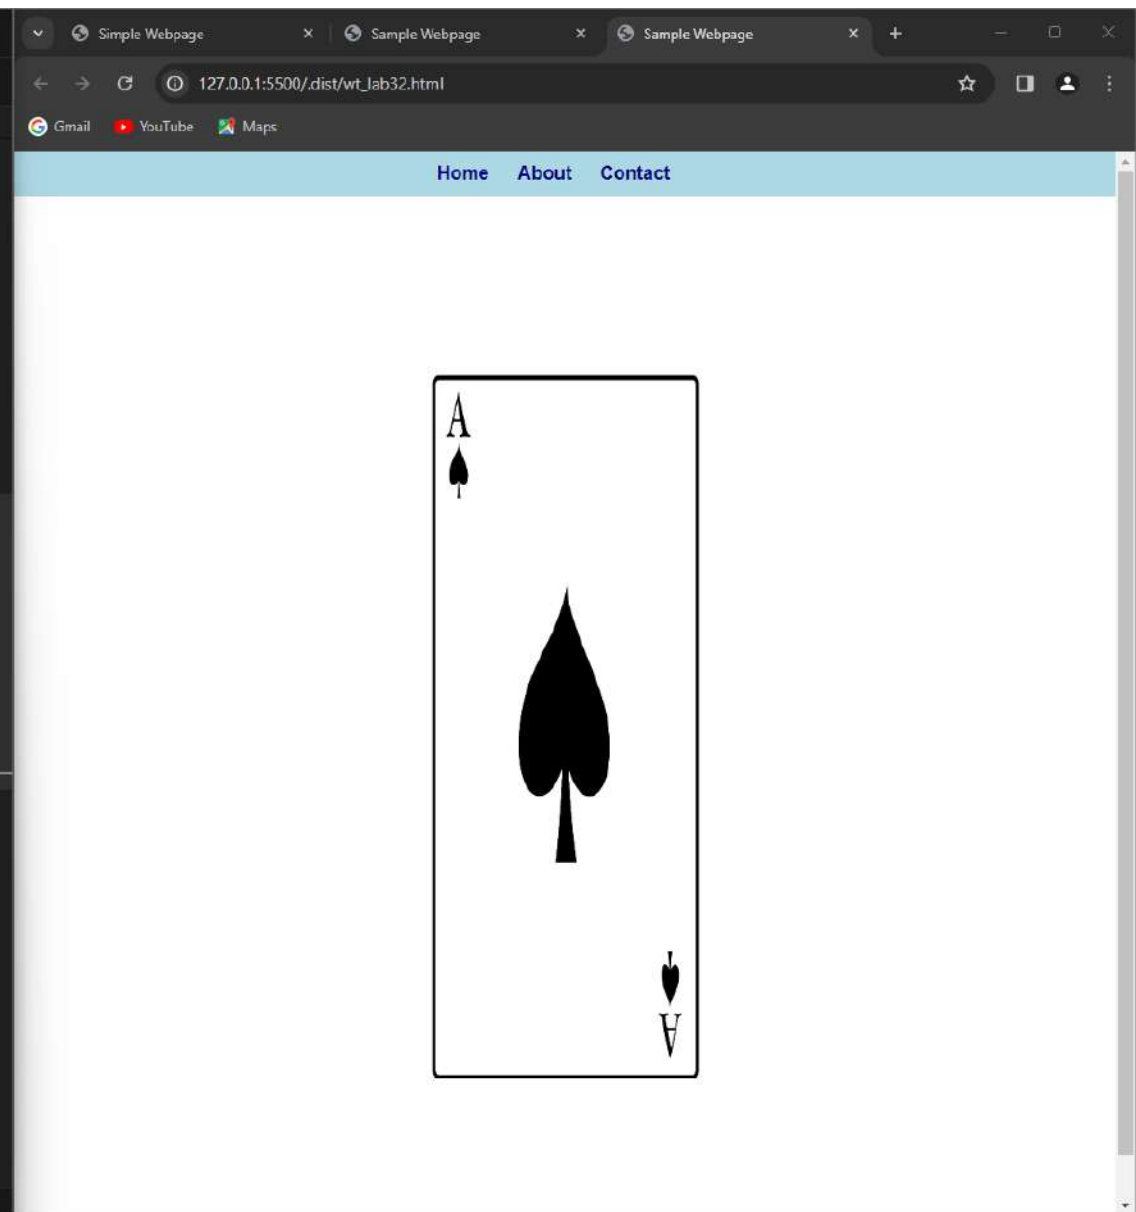 Simple Webpage
Sample Webpage
Sample Webpage
127.0.0.1:5500/.dist/wt_lab32.html
Gmail YouTube Maps
Home About Contact
A
A